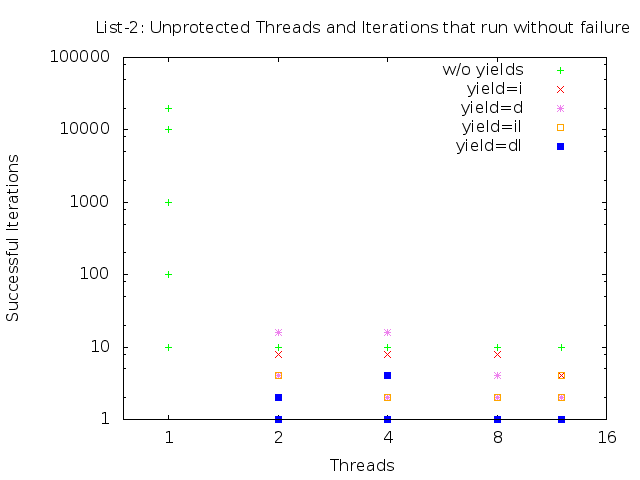 List-2: Unprotected Threads and Iterations that run without failure
100000
10000
1000
100
10
1
Successful Iterations
w/o yields
yield=i
yield=d
yield=il
yield=dl
1
2
4
8
16
Threads